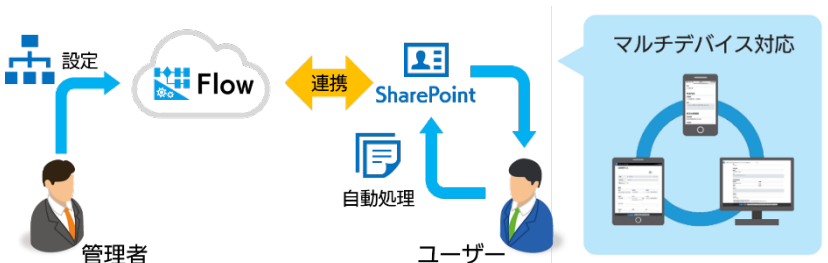 設定
Flow
連携
SharePoint
自動処理
管理者
ユーザー
マルチデバイス対応